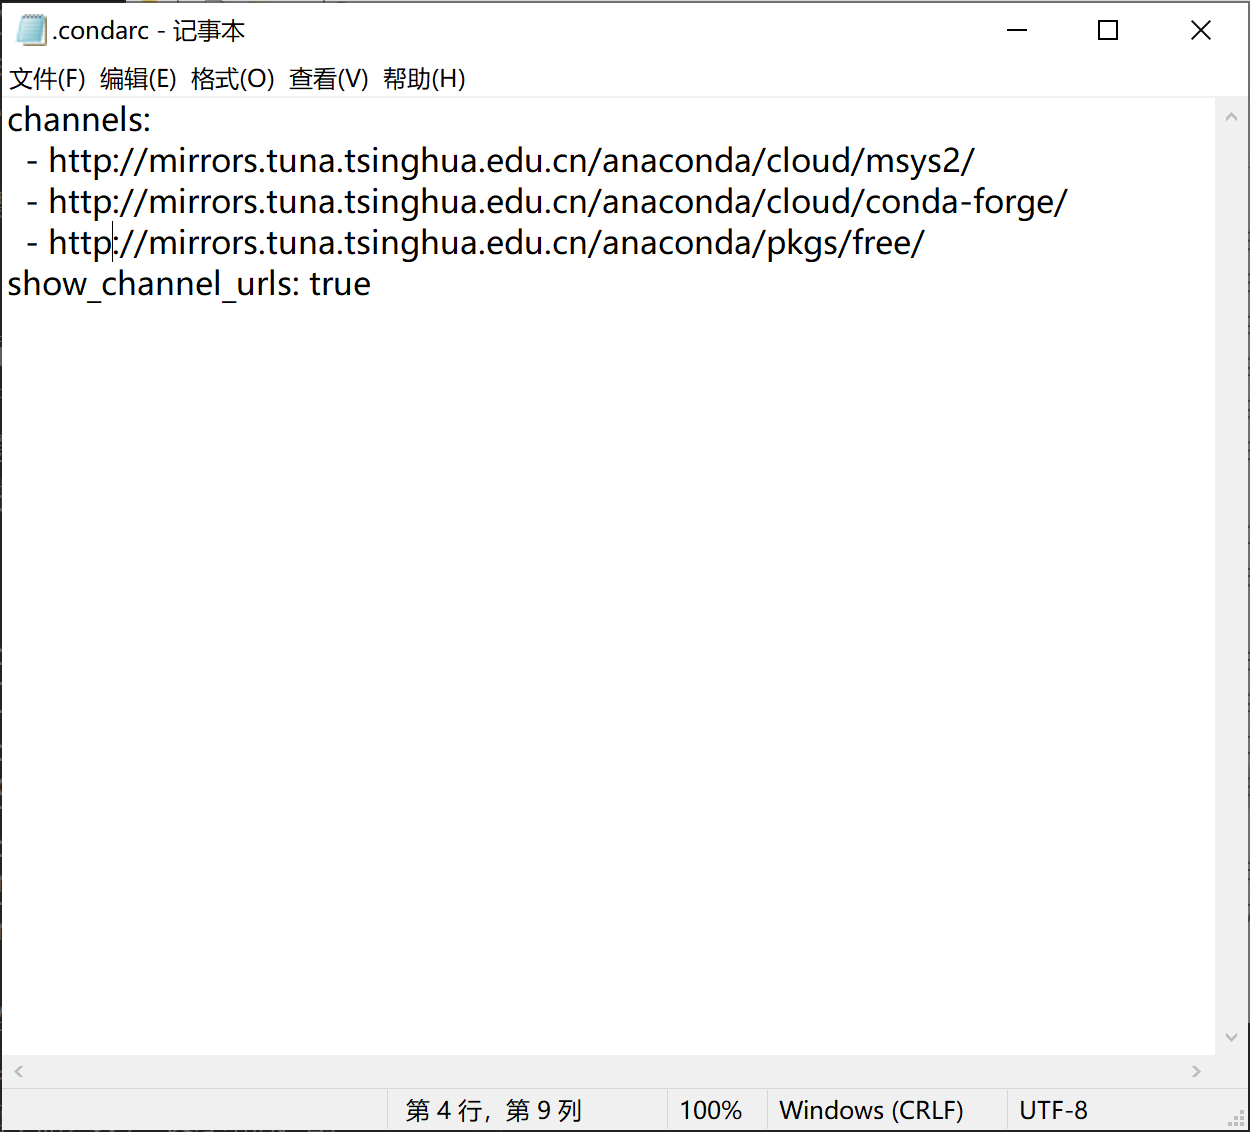 .condarc - 记事本
文件(F) 编辑(E) 格式(O) 查看(V) 帮助(H)
channels:
  - http://mirrors.tuna.tsinghua.edu.cn/anaconda/cloud/msys2/
  - http://mirrors.tuna.tsinghua.edu.cn/anaconda/cloud/conda-forge/
  - http://mirrors.tuna.tsinghua.edu.cn/anaconda/pkgs/free/
show_channel_urls: true
第 4 行，第 9 列 100% Windows (CRLF) UTF-8